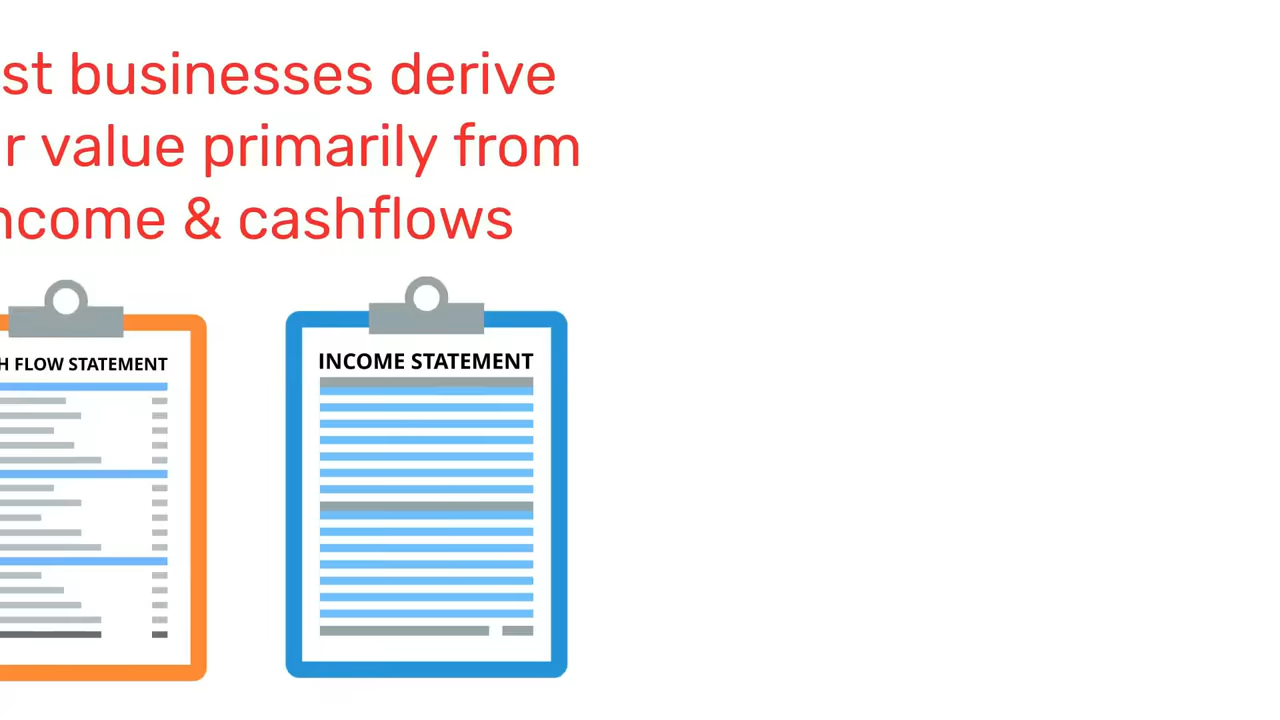 st businesses derive
r value primarily from
ncome & cashflows
H FLOW STATEMENT
INCOME STATEMENT